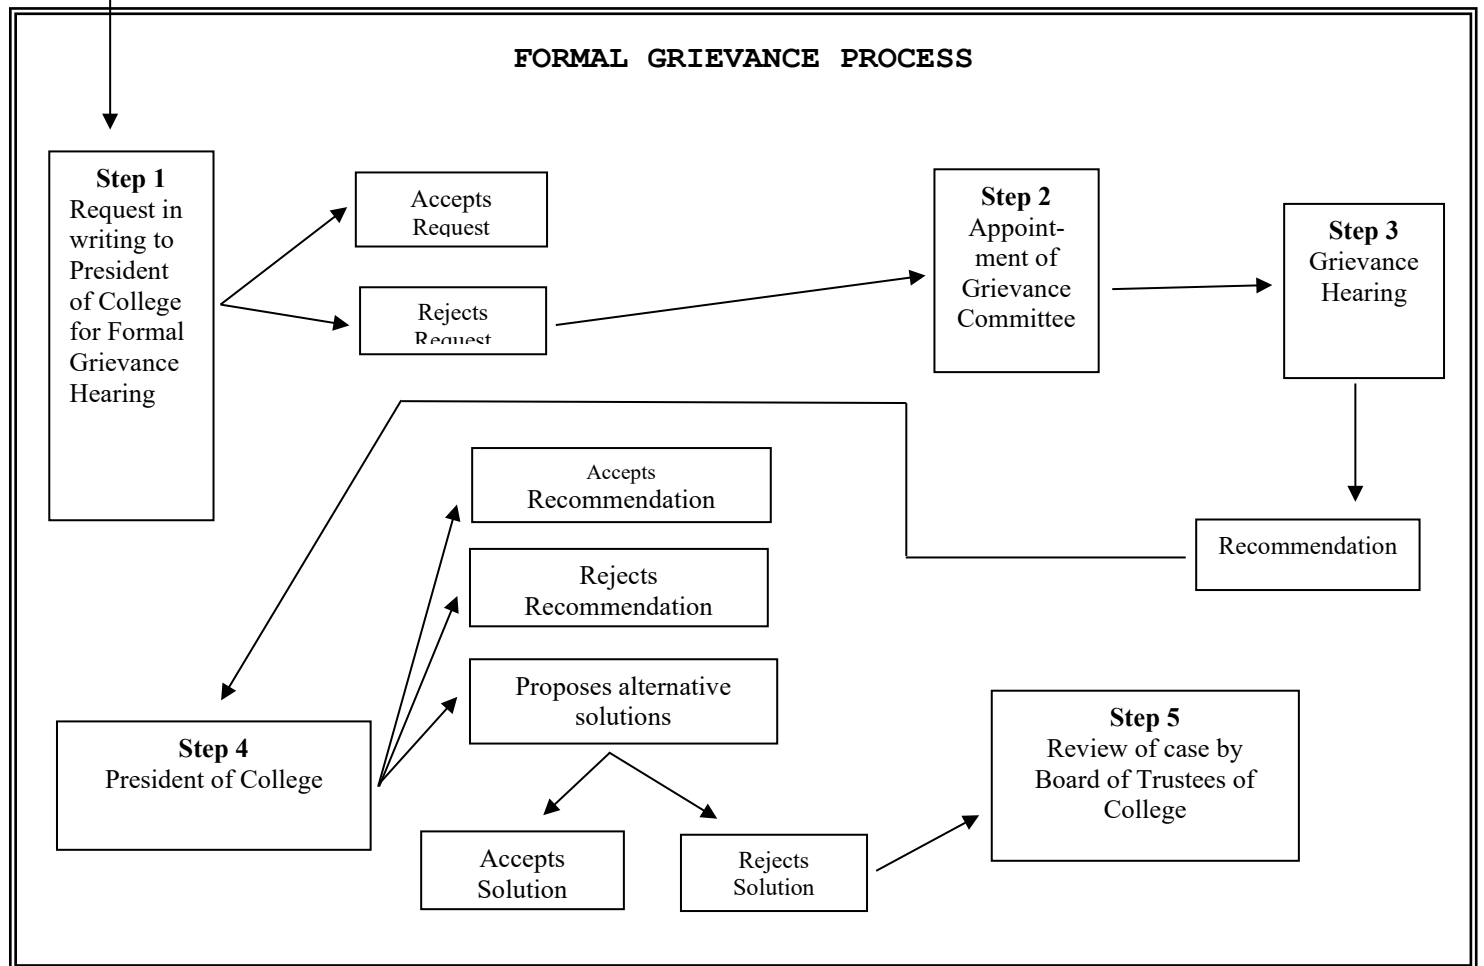 FORMAL GRIEVANCE PROCESS
Step 1
Request in
writing to
President
of College
for Formal
Grievance
Hearing
Accepts
Request
Rejects
Request
Step 2
Appoint-
ment of
Grievance
Committee
Step 3
Grievance
Hearing
Recommendation
Accepts
Recommendation
Rejects
Recommendation
Proposes alternative
solutions
Step 4
President of College
Accepts
Solution
Rejects
Solution
Step 5
Review of case by
Board of Trustees of
College